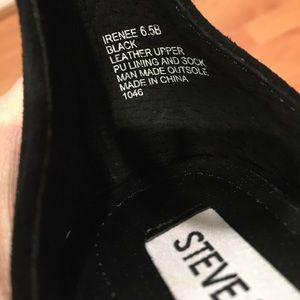 IRENEE 6.5B
BLACK
LEATHER UPPER
PU LINING AND SOCK
MAN MADE OUTSOLE
MADE IN CHINA
1046
STEVE